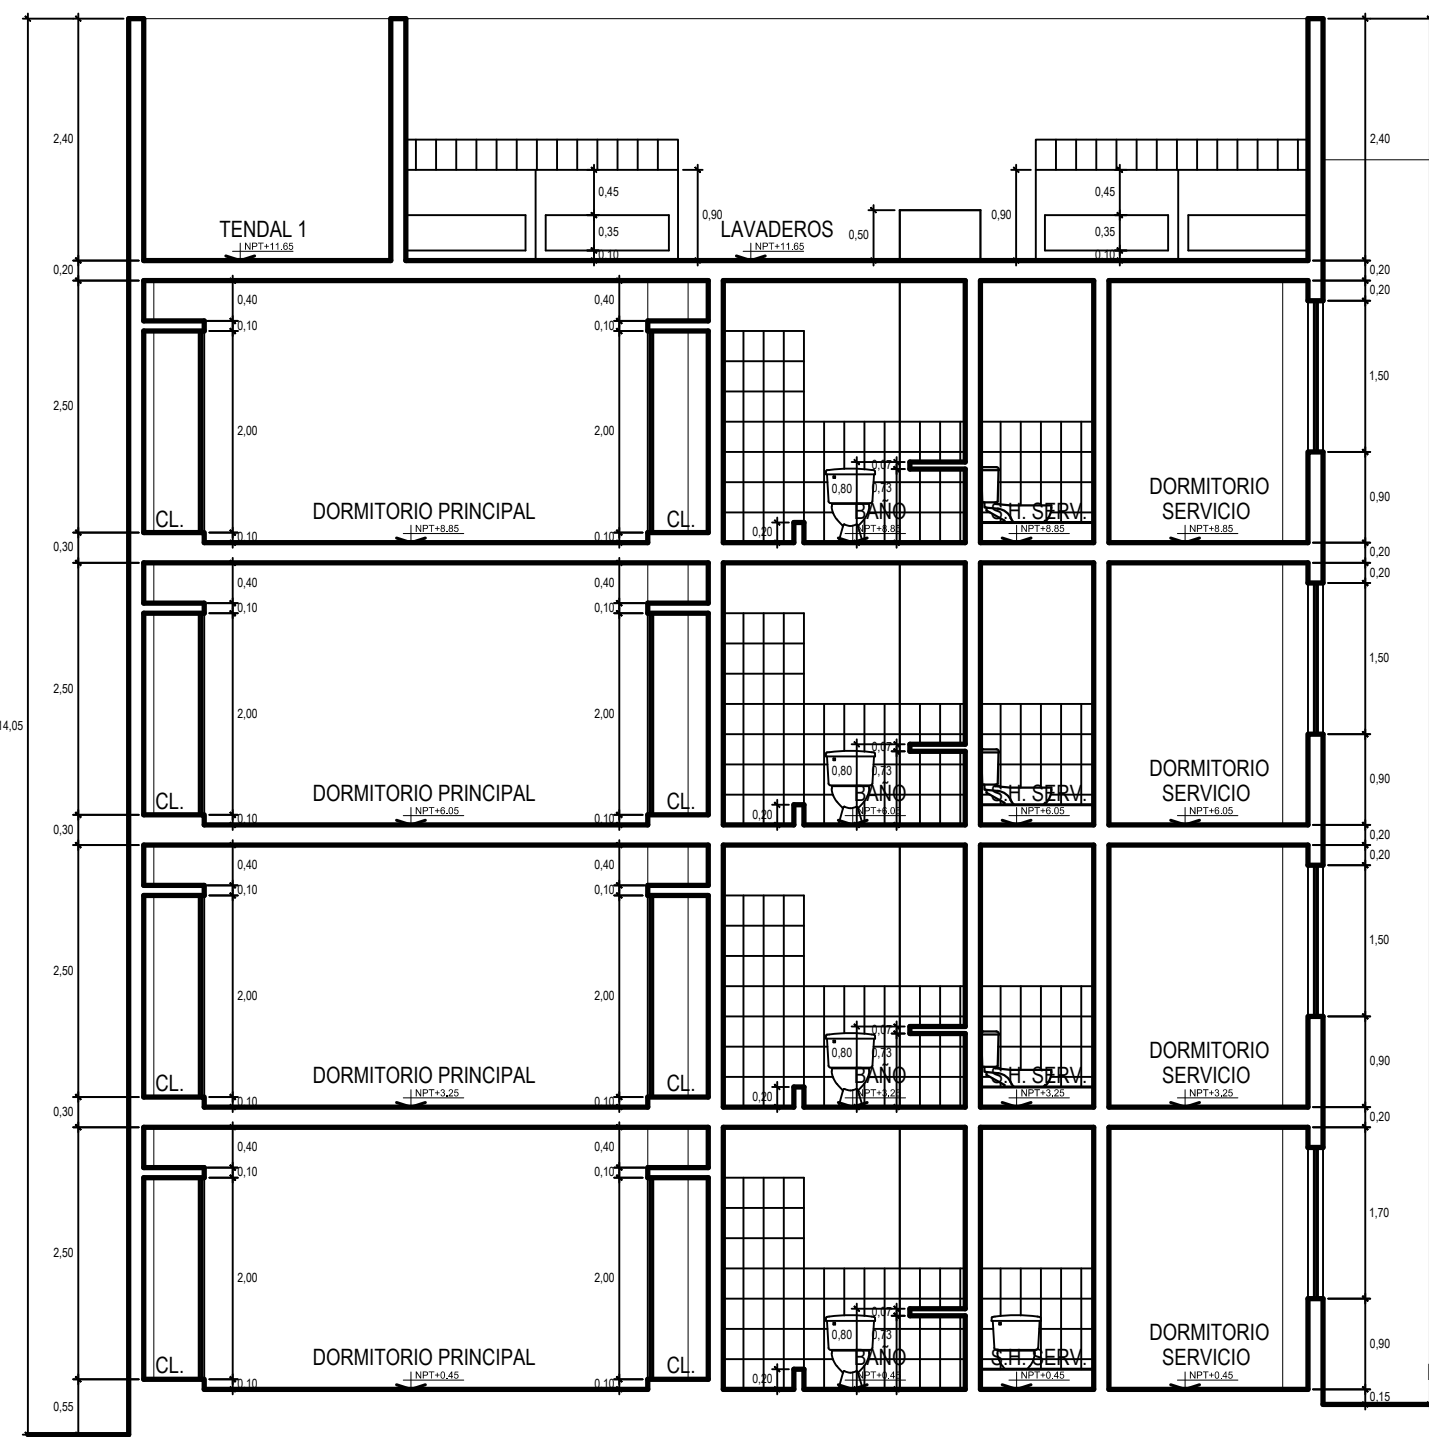 2,40
2,40
0,45
0,45
0,90
0,90
TENDAL 1
LAVADEROS
0,50
0,35
0,35
NPT+11.65
NPT+11.65
0,10
0,10
0,20
0,20
0,20
0,40
0,40
0,10
0,10
1,50
2,50
2,00
2,00
0,07
0,80
0,73
DORMITORIO
SERVICIO
0,90
CL.
DORMITORIO PRINCIPAL
CL.
BAÑO
S.H. SERV.
NPT+8.85
NPT+8.85
NPT+8.85
NPT+8.85
0,20
0,10
0,10
0,30
0,20
0,20
0,40
0,40
0,10
0,10
1,50
2,50
2,00
2,00
14,05
0,07
0,80
0,73
DORMITORIO
SERVICIO
0,90
CL.
DORMITORIO PRINCIPAL
CL.
BAÑO
S.H. SERV.
NPT+6.05
NPT+6.05
NPT+6.05
NPT+6.05
0,20
0,10
0,10
0,30
0,20
0,20
0,40
0,40
0,10
0,10
1,50
2,50
2,00
2,00
0,07
0,80
0,73
DORMITORIO
SERVICIO
0,90
CL.
DORMITORIO PRINCIPAL
CL.
BAÑO
S.H. SERV.
NPT+3.25
NPT+3.25
NPT+3.25
NPT+3.25
0,20
0,10
0,10
0,30
0,20
0,40
0,40
0,10
0,10
1,70
2,50
2,00
2,00
0,07
0,80
0,73
DORMITORIO
SERVICIO
0,90
CL.
DORMITORIO PRINCIPAL
CL.
BAÑO
S.H. SERV.
NPT+0.45
NPT+0.45
NPT+0.45
NPT+0.45
0,20
0,10
0,10
0,55
0,15